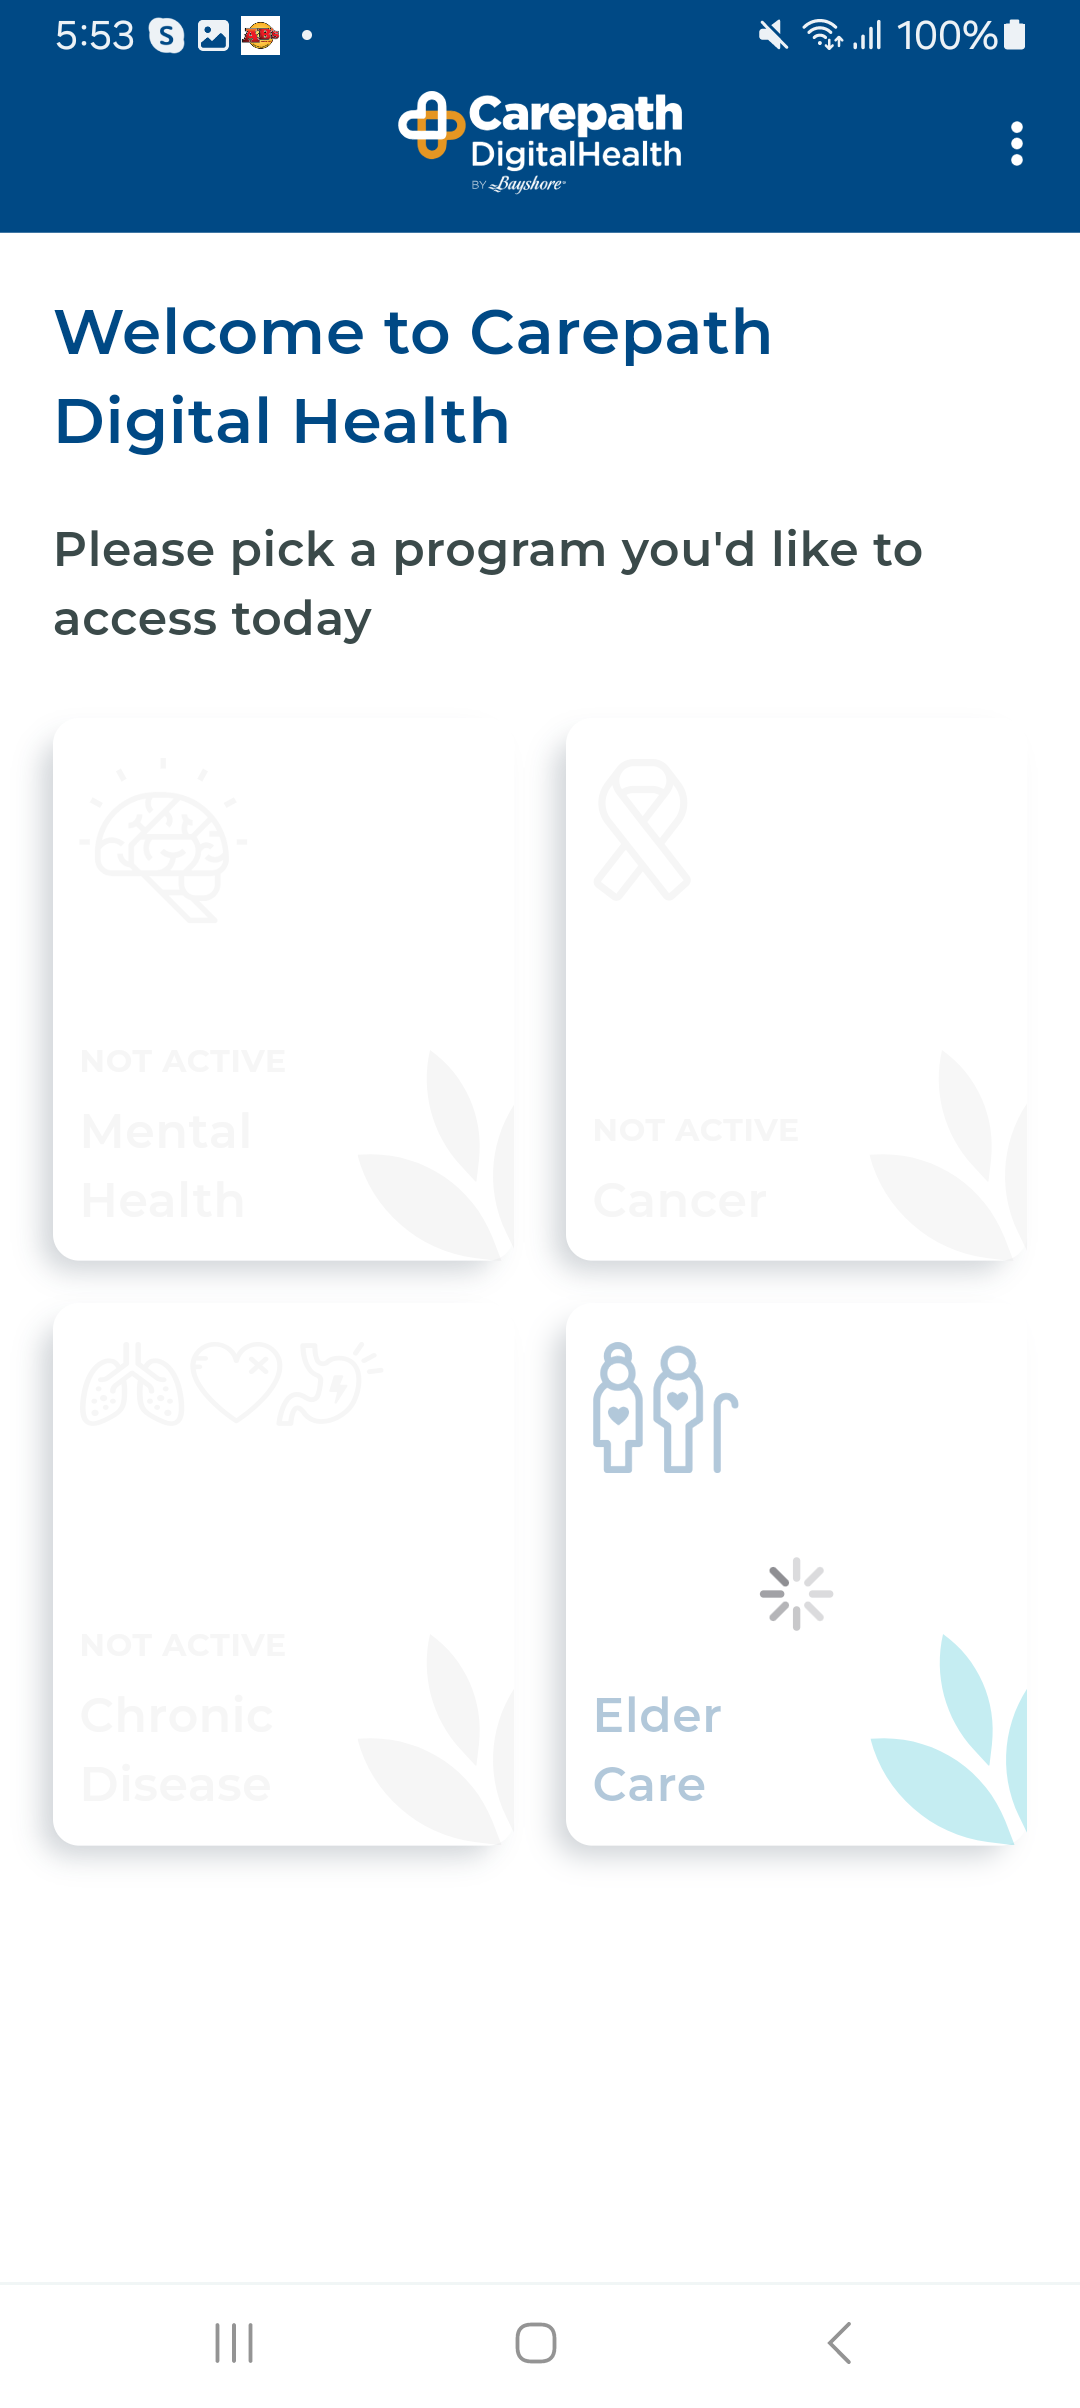 5:53
100%
Carepath
DigitalHealth
BY Bayshore
Welcome to Carepath
Digital Health
Please pick a program you'd like to
access today
NOT ACTIVE
Mental
Health
NOT ACTIVE
Cancer
NOT ACTIVE
Chronic
Disease
Elder
Care